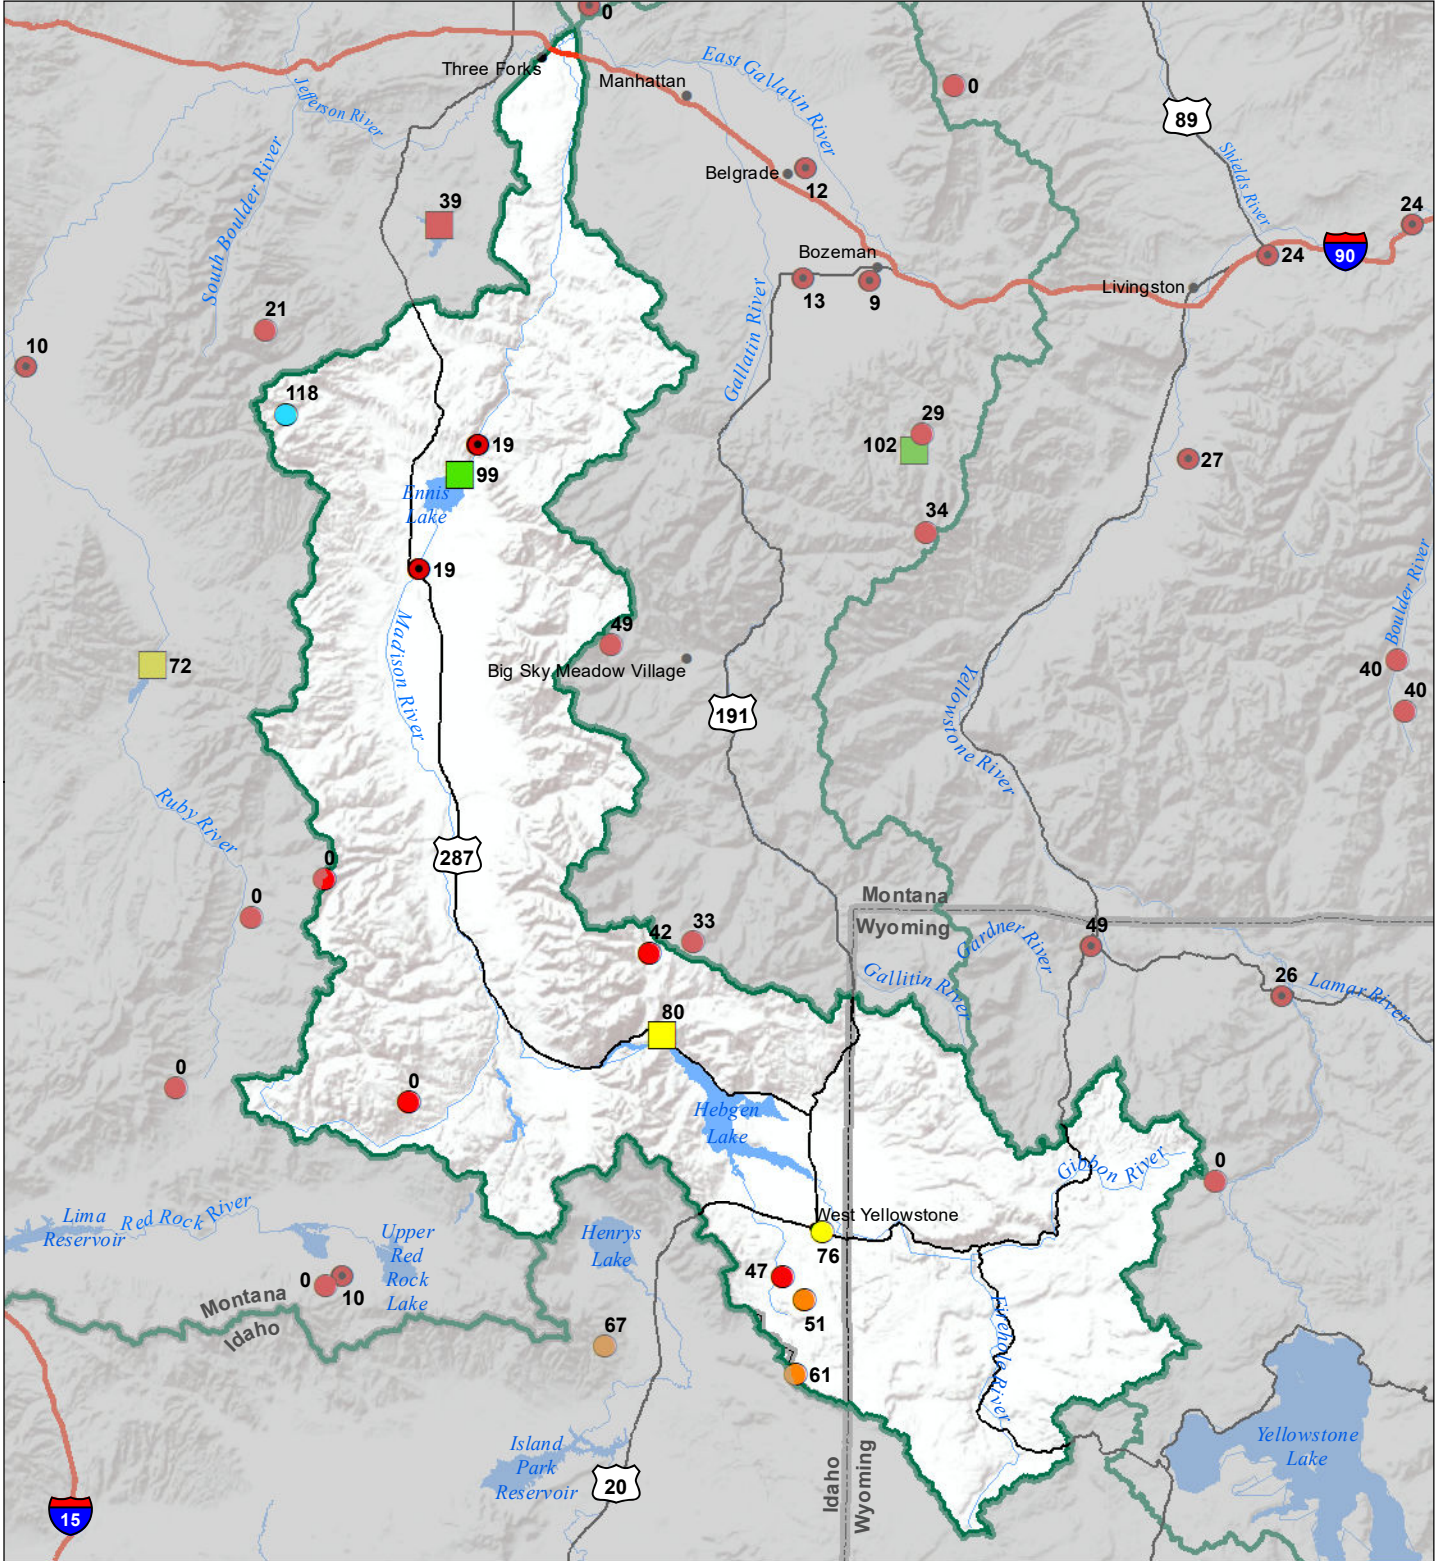 0
Three Forks
Manhattan
East Gallatin River
0
89
Jefferson River
South Boulder River
Shields River
Belgrade
12
39
24
Bozeman
24
90
13
9
Livingston
Gallatin River
21
10
118
29
102
19
99
27
Ennis
Lake
34
19
Madison River
49
Big Sky Meadow Village
Boulder River
40
40
72
191
Yellowstone River
Ruby River
287
0
0
Montana
Wyoming
42
33
49
Gardner River
Gallitin River
26
Lamar River
80
0
0
Hebgen
Lake
Gibbon River
0
Lima
Reservoir
Red Rock River
Upper
Red
Rock
Lake
Henrys
Lake
West Yellowstone
76
47
51
0
10
Montana
Idaho
67
61
Firehole River
Island
Park
Reservoir
20
Idaho
Wyoming
Yellowstone
Lake
15